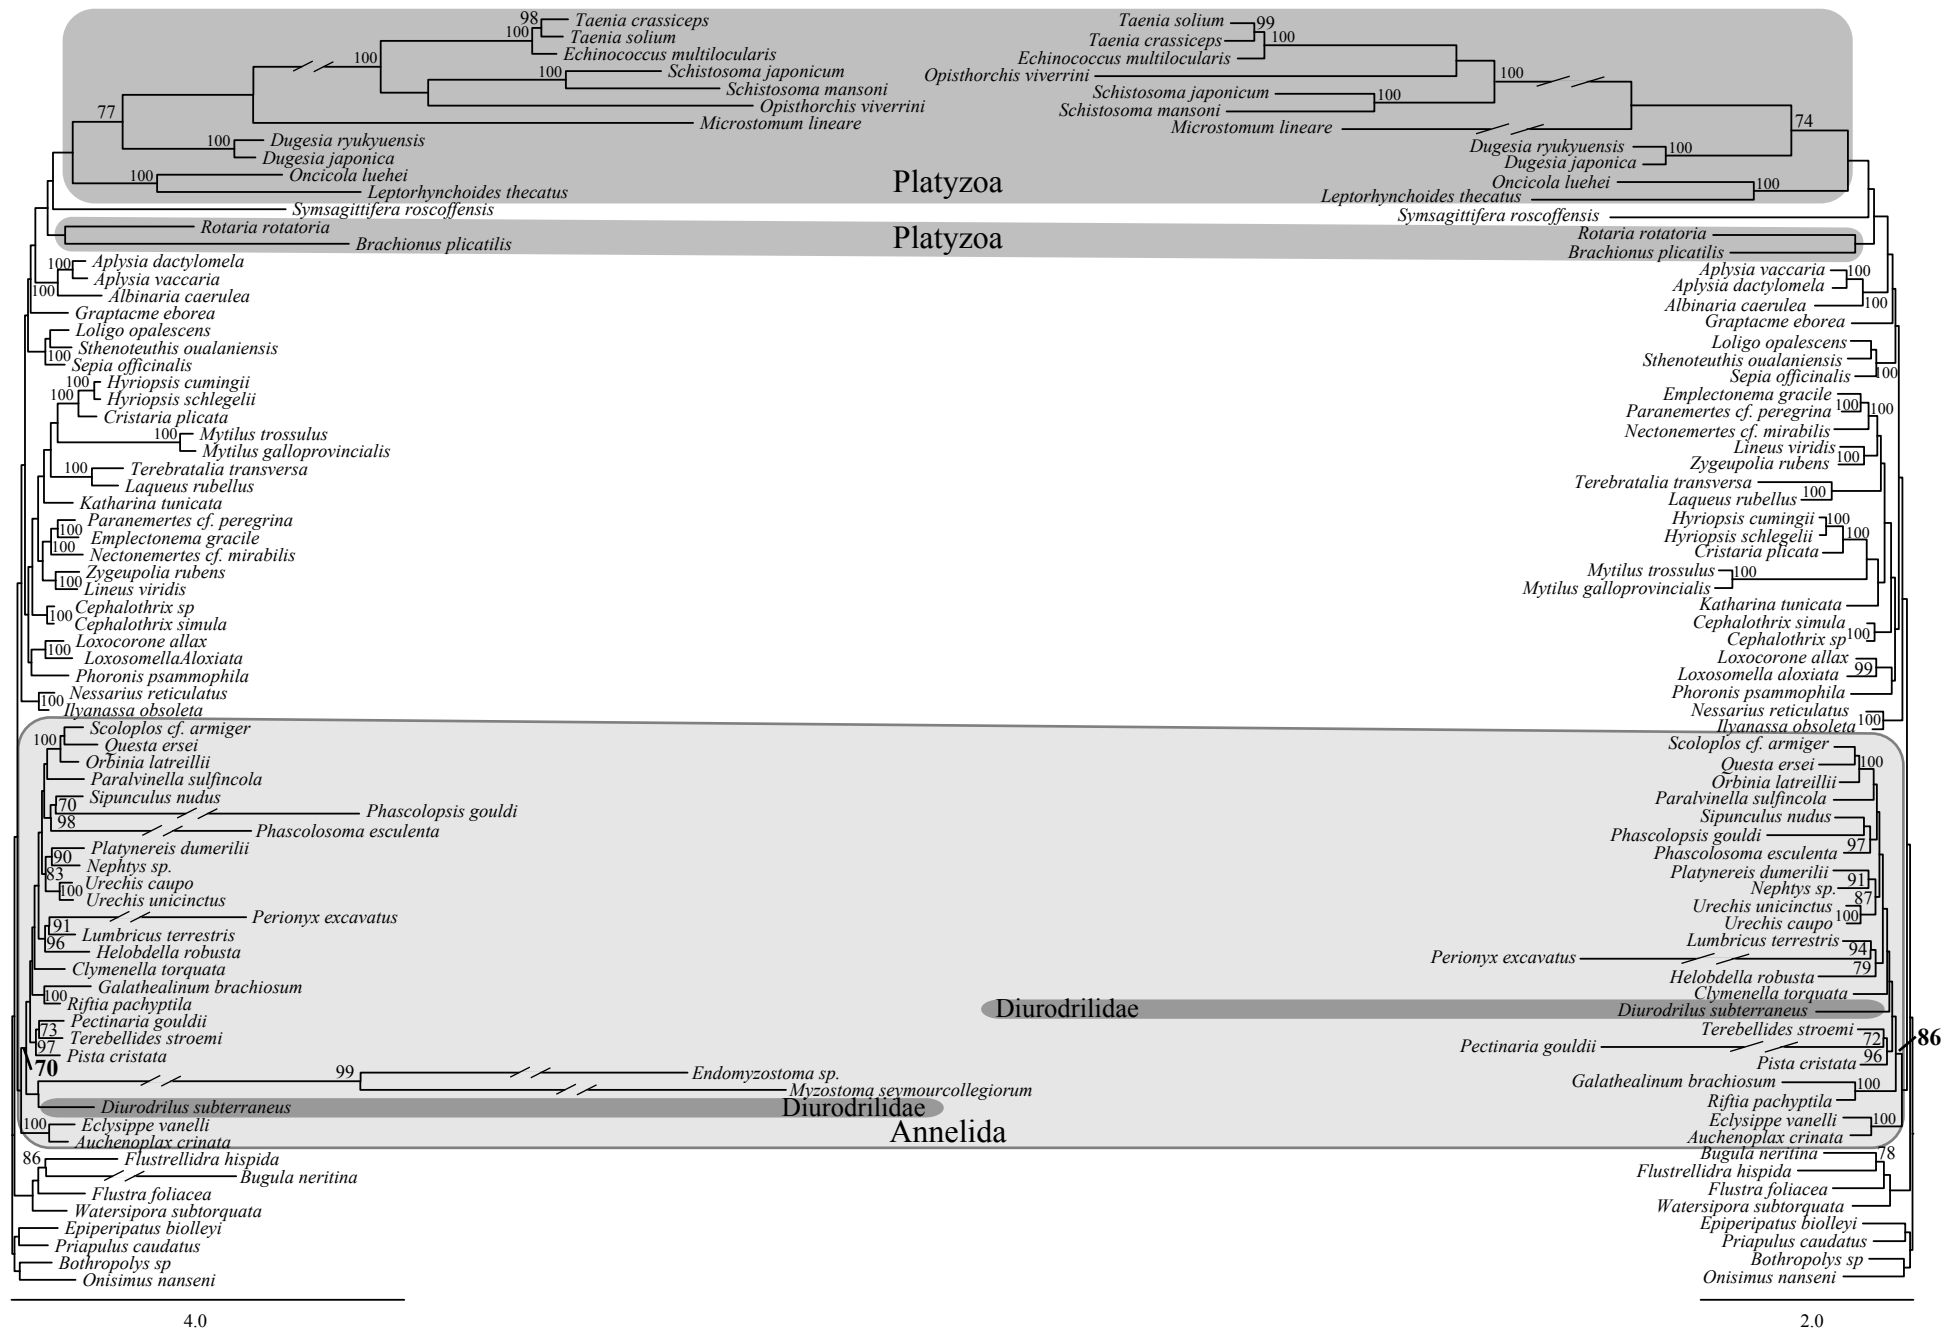 98
Taenia crassiceps
100
Taenia solium
Echinococcus multilocularis
100
100
Schistosoma japonicum
Schistosoma mansoni
Opisthorchis viverrini
77
Microstomum lineare
100
Dugesia ryukyuensis
Dugesia japonica
100
Oncicola luehei
Leptorhynchoides thecatus
Symsagittifera roscoffensis
Rotaria rotatoria
Brachionus plicatilis
100
Aplysia dactylomela
Aplysia vaccaria
100
Albinaria caerulea
Graptacme eborea
Loligo opalescens
Sthenoteuthis oualaniensis
100
Sepia officinalis
100
Hyriopsis cumingii
100
Hyriopsis schlegelii
Cristaria plicata
100
Mytilus trossulus
Mytilus galloprovincialis
100
Terebratalia transversa
Laqueus rubellus
Katharina tunicata
Paranemertes cf. peregrina
100
Emplectonema gracile
100
Nectonemertes cf. mirabilis
Zygeupolia rubens
100
Lineus viridis
Cephalothrix sp
100
Cephalothrix simula
Loxocorone allax
100
LoxosomellaAloxiata
Phoronis psammophila
Nessarius reticulatus
100
Ilyanassa obsoleta
Scoloplos cf. armiger
100
Questa ersei
Orbinia latreillii
Paralvinella sulfincola
Sipunculus nudus
70
Phascolopsis gouldi
98
Phascolosoma esculenta
Platynereis dumerilii
90
Nephtys sp.
83
Urechis caupo
100
Urechis unicinctus
Perionyx excavatus
91
Lumbricus terrestris
96
Helobdella robusta
Clymenella torquata
Galathealinum brachiosum
100
Riftia pachyptila
Pectinaria gouldii
73
Terebellides stroemi
97
Pista cristata
70
99
Endomyzostoma sp.
Myzostoma seymourcollegiorum
Diurodrilus subterraneus
Diurodrilidae
100
Eclysippe vanelli
Auchenoplax crinata
86
Flustrellidra hispida
Bugula neritina
Flustra foliacea
Watersipora subtorquata
Epiperipatus biolleyi
Priapulus caudatus
Bothropolys sp
Onisimus nanseni
4.0
Platyzoa
Platyzoa
Annelida
Taenia solium
99
Taenia crassiceps
100
Echinococcus multilocularis
Opisthorchis viverrini
100
Schistosoma japonicum
100
Schistosoma mansoni
Microstomum lineare
74
Dugesia ryukyuensis
100
Dugesia japonica
Oncicola luehei
100
Leptorhynchoides thecatus
Symsagittifera roscoffensis
Rotaria rotatoria
Brachionus plicatilis
Aplysia vaccaria
100
Aplysia dactylomela
Albinaria caerulea
100
Graptacme eborea
Loligo opalescens
Sthenoteuthis oualaniensis
Sepia officinalis
100
Emplectonema gracile
100
100
Paranemertes cf. peregrina
Nectonemertes cf. mirabilis
Lineus viridis
100
Zygeupolia rubens
Terebratalia transversa
100
Laqueus rubellus
Hyriopsis cumingii
100
Hyriopsis schlegelii
100
Cristaria plicata
Mytilus trossulus
100
Mytilus galloprovincialis
Katharina tunicata
Cephalothrix simula
Cephalothrix sp
100
Loxocorone allax
99
Loxosomella aloxiata
Phoronis psammophila
Nessarius reticulatus
100
Ilyanassa obsoleta
Scoloplos cf. armiger
Questa ersei
100
Orbinia latreillii
Paralvinella sulfincola
Sipunculus nudus
Phascolopsis gouldi
97
Phascolosoma esculenta
Platynereis dumerilii
91
Nephtys sp.
87
Urechis unicinctus
100
Urechis caupo
Lumbricus terrestris
94
Perionyx excavatus
79
Helobdella robusta
Clymenella torquata
Diurodrilidae
Diurodrilus subterraneus
Terebellides stroemi
72
86
Pectinaria gouldii
96
Pista cristata
Galathealinum brachiosum
100
Riftia pachyptila
Eclysippe vanelli
100
Auchenoplax crinata
Bugula neritina
78
Flustrellidra hispida
Flustra foliacea
Watersipora subtorquata
Epiperipatus biolleyi
Priapulus caudatus
Bothropolys sp
Onisimus nanseni
2.0